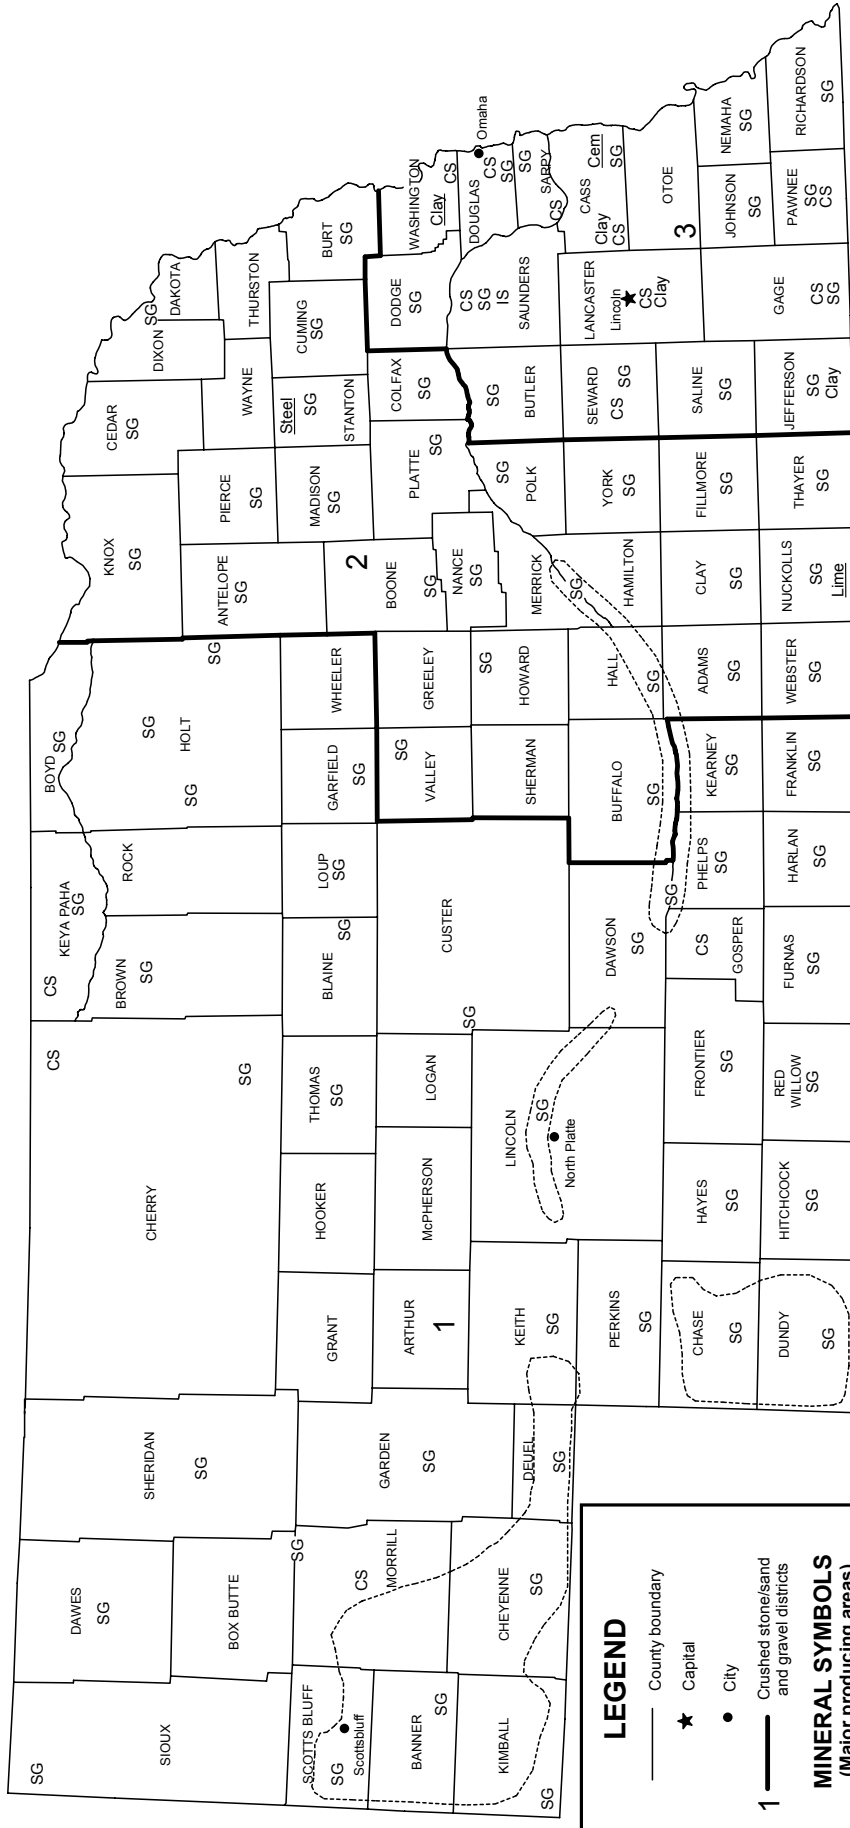 BOYD
SG
KEYA PAHA
SG
CS
CS
SG
CHERRY
BROWN
SG
ROCK
SG
HOLT
SG
SG
KNOX
SG
CEDAR
SG
DIXON
SG
DAKOTA
SHERIDAN
SG
DAWES
SG
SG
SIOUX
BOX BUTTE
SG
ANTELOPE
SG
PIERCE
SG
WAYNE
THURSTON
SCOTTS BLUFF
SG
Scottsbluff
CS
MORRILL
GARDEN
SG
GRANT
HOOKER
THOMAS
SG
BLAINE
SG
LOUP
SG
GARFIELD
SG
WHEELER
2
BOONE
SG
MADISON
SG
Steel
SG
STANTON
CUMING
SG
BURT
SG
BANNER
SG
ARTHUR
1
McPHERSON
LOGAN
CUSTER
SG
SG
VALLEY
GREELEY
NANCE
SG
PLATTE
SG
COLFAX
SG
DODGE
SG
WASHINGTON
Clay
CS
KIMBALL
SG
CHEYENNE
SG
DEUEL
SG
KEITH
SG
LINCOLN
SG
North Platte
SHERMAN
SG
HOWARD
MERRICK
SG
SG
POLK
SG
BUTLER
CS
SG
IS
SAUNDERS
DOUGLAS
CS
SG
Omaha
SG
SARPY
CS
PERKINS
SG
DAWSON
SG
BUFFALO
SG
HALL
SG
HAMILTON
YORK
SG
SEWARD
CS SG
LANCASTER
Lincoln
CS
Clay
CASS
Clay
CS
Cem
SG
CHASE
SG
HAYES
SG
FRONTIER
SG
CS
GOSPER
SG
PHELPS
SG
KEARNEY
SG
ADAMS
SG
CLAY
SG
FILLMORE
SG
SALINE
SG
3
OTOE
DUNDY
SG
HITCHCOCK
SG
RED
WILLOW
SG
FURNAS
SG
HARLAN
SG
FRANKLIN
SG
WEBSTER
SG
NUCKOLLS
SG
Lime
THAYER
SG
JEFFERSON
SG
Clay
GAGE
CS
SG
JOHNSON
SG
NEMAHA
SG
PAWNEE
SG
CS
RICHARDSON
SG
LEGEND
County boundary
Capital
City
1
Crushed stone/sand
and gravel districts
MINERAL SYMBOLS
(Major producing areas)